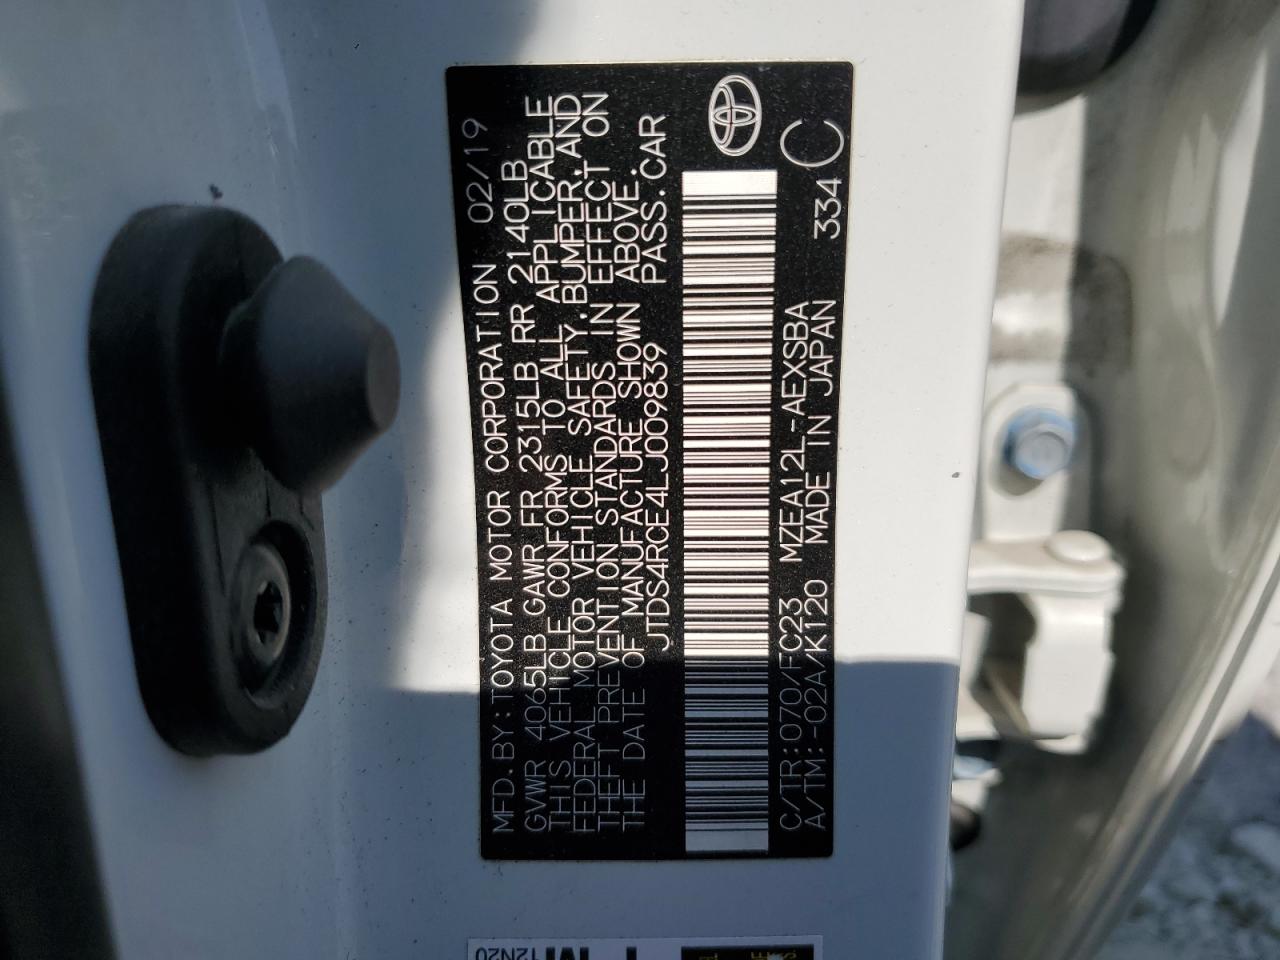 MFD.BY:TOYOTA MOTOR CORPORATION 02/19
GVWR 4065LB GAWR FR 2315LB RR 2140LB
THIS VEHICLE CONFORMS TO ALL APPLICABLE
FEDERAL MOTOR VEHICLE SAFETY,BUMPER,AND
THEFT PREVENTION STANDARDS IN EFFECT ON
THE DATE OF MANUFACTURE SHOWN ABOVE.
JTDS4RCE4LJ009839 PASS.CAR
C/TR:070/FC23 MZEA12L-AEXSBA 334 C
A/TM:-02A/K120 MADE IN JAPAN
12N20